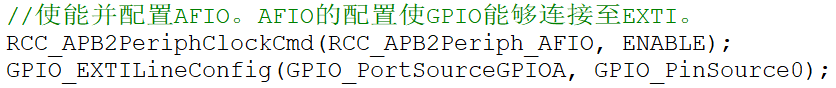 //使能并配置AFIO。AFIO的配置使GPIO能够连接至EXTI。
RCC_APB2PeriphClockCmd(RCC_APB2Periph_AFIO, ENABLE);
GPIO_EXTILineConfig(GPIO_PortSourceGPIOA, GPIO_PinSource0);